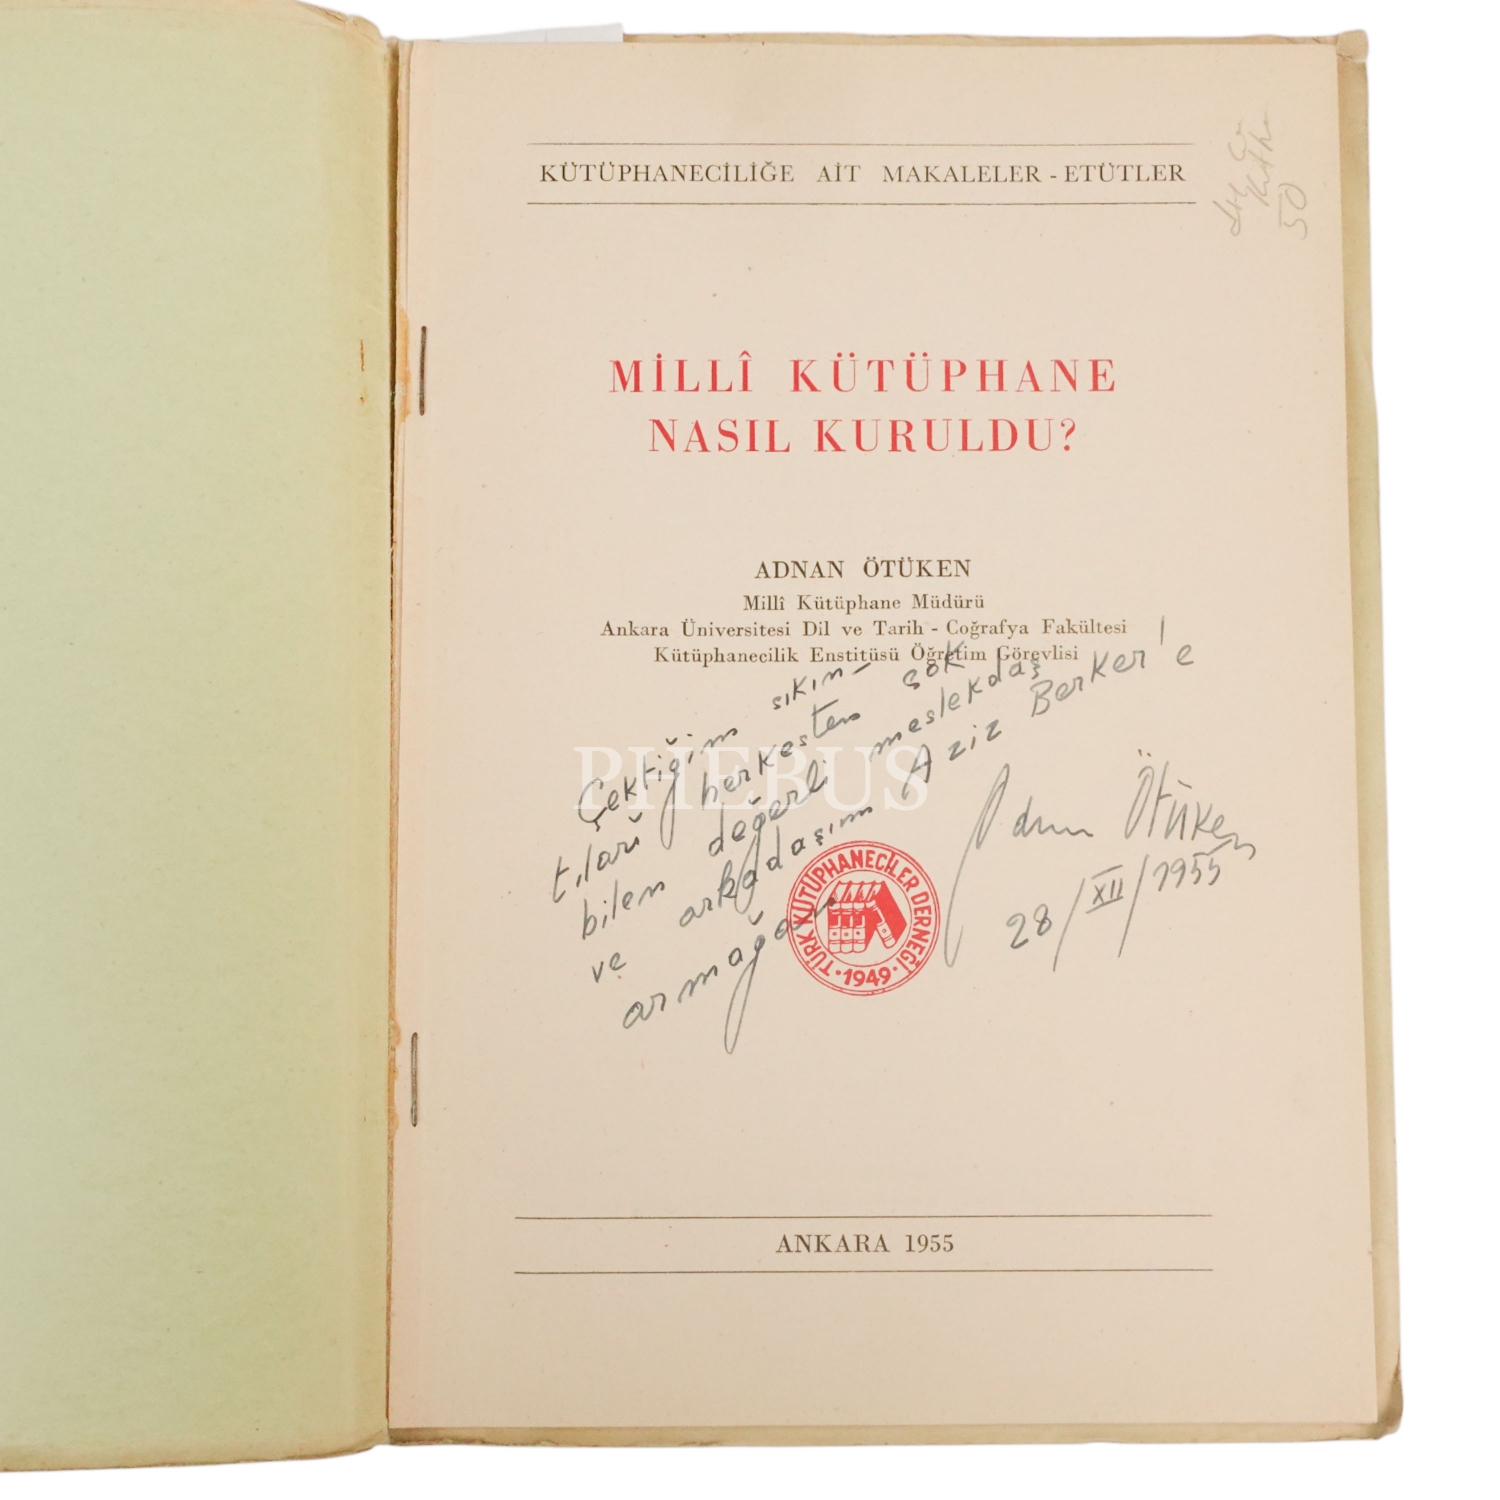 KÜTÜPHANECİLİĞE AİT MAKALELER - ETÜTLER
50
MİLLÎ KÜTÜPHANE
NASIL KURULDU?
ADNAN ÖTÜKEN
Millî Kütüphane Müdürü
Ankara Üniversitesi Dil ve Tarih - Coğrafya Fakültesi
Kütüphanecilik Enstitüsü Öğretim Görevlisi
Çektiğim sıkın-
tıları herkesten çok
bilen değerli meslekdaş
ve arkadaşım Aziz Berker'e
armağan
Adnan Ötüken
28/XII/1955
PHEBUS
TÜRK KÜTÜPHANECİLER DERNEĞİ
·1949·
ANKARA 1955